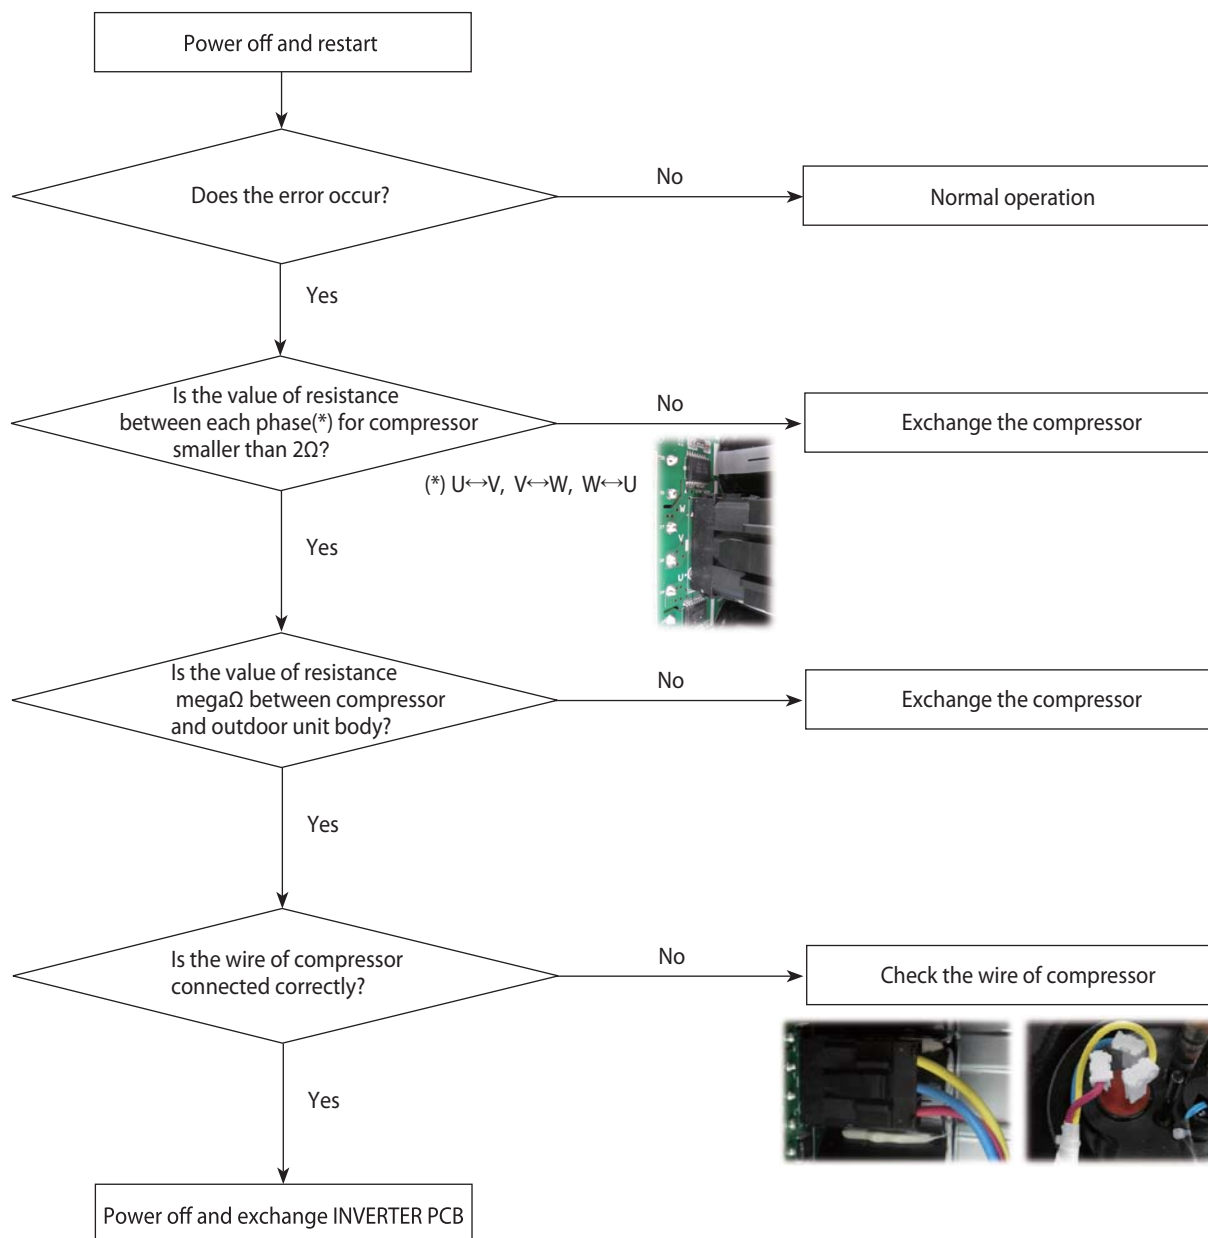 Power off and restart
Does the error occur?
No
Normal operation
Yes
Is the value of resistance
between each phase(*) for compressor
smaller than 2Ω?
No
Exchange the compressor
(*) U↔V, V↔W, W↔U
W
V
U
Yes
Is the value of resistance
megaΩ between compressor
and outdoor unit body?
No
Exchange the compressor
Yes
Is the wire of compressor
connected correctly?
No
Check the wire of compressor
Yes
Power off and exchange INVERTER PCB